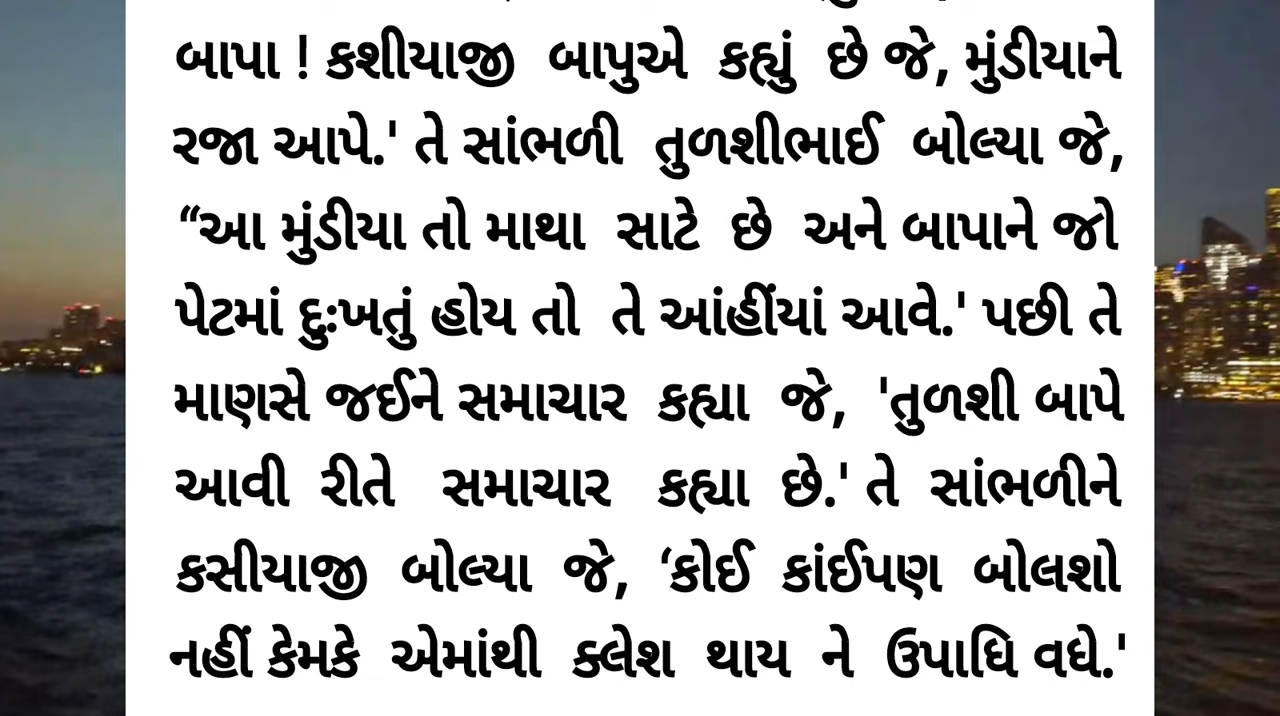 બાપા ! કશીયાજી બાપુએ કહ્યું છે જે, મુંડીયાને
રજા આપે.' તે સાંભળી તુળશીભાઈ બોલ્યા જે,
“આ મુંડીયા તો માથા સાટે છે અને બાપાને જો
પેટમાં દુઃખતું હોય તો તે આંહીંયાં આવે.' પછી તે
માણસે જઈને સમાચાર કહ્યા જે, 'તુળશી બાપે
આવી રીતે સમાચાર કહ્યા છે.' તે સાંભળીને
કસીયાજી બોલ્યા જે, ‘કોઈ કાંઈપણ બોલશો
નહીં કેમકે એમાંથી ક્લેશ થાય ને ઉપાધિ વધે.'